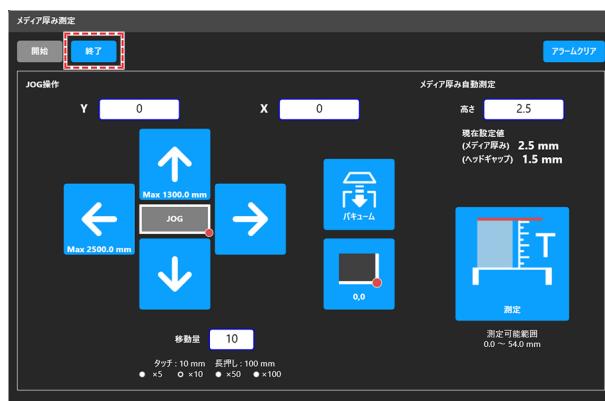 メディア厚み測定
開始
終了
アラームクリア
JOG操作
Y 0 X 0
Max 1300.0 mm
JOG
Max 2500.0 mm
バキューム
0,0
移動量 10
タッチ : 10 mm 長押し : 100 mm
×5 ×10 ×50 ×100
メディア厚み自動測定
高さ 2.5
現在設定値
(メディア厚み) 2.5 mm
(ヘッドギャップ) 1.5 mm
T
測定
測定可能範囲
0.0 ～ 54.0 mm